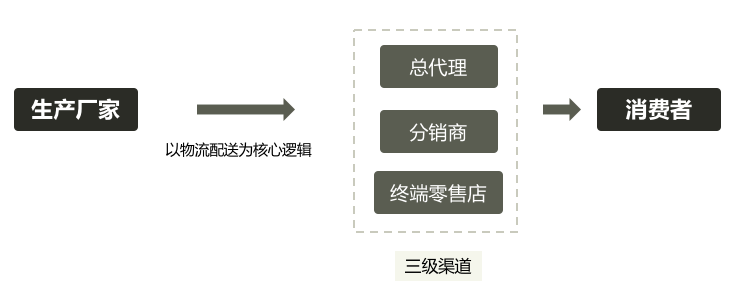 生产厂家
以物流配送为核心逻辑
总代理
分销商
终端零售店
三级渠道
消费者